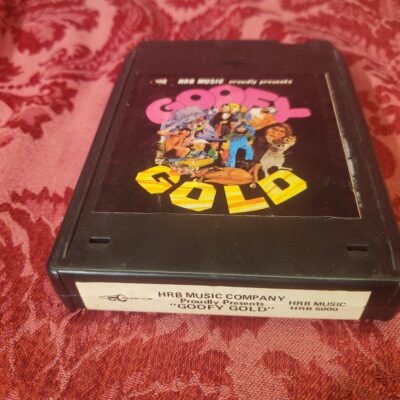 HRB MUSIC proudly presents
GOOFY
GOLD
HRB MUSIC COMPANY
Proudly Presents
"GOOFY GOLD"
HRB MUSIC
HRB 5000